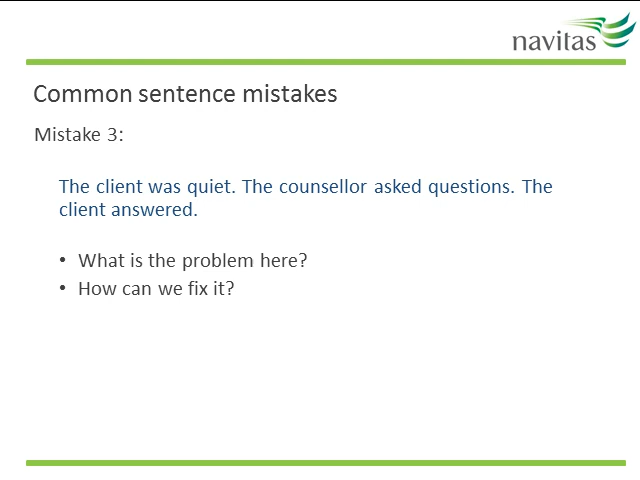 navitas
Common sentence mistakes
Mistake 3:
The client was quiet. The counsellor asked questions. The
client answered.
• What is the problem here?
• How can we fix it?